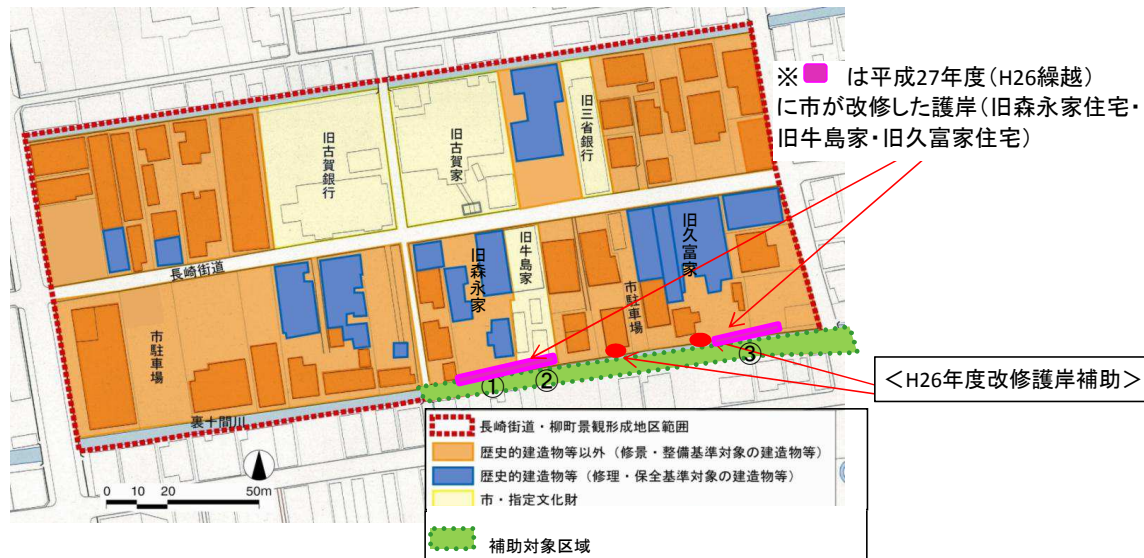 ※ は平成27年度（H26繰越）
に市が改修した護岸（旧森永家住宅・
旧牛島家・旧久富家住宅）
旧古賀銀行
旧古賀家
旧三省銀行
長崎街道
旧森永家
旧牛島家
旧久富家
市駐車場
市駐車場
①
②
③
裏十間川
＜H26年度改修護岸補助＞
0 10 20 50m
長崎街道・柳町景観形成地区範囲
歴史的建造物等以外（修景・整備基準対象の建造物等）
歴史的建造物等（修理・保全基準対象の建造物等）
市・指定文化財
補助対象区域